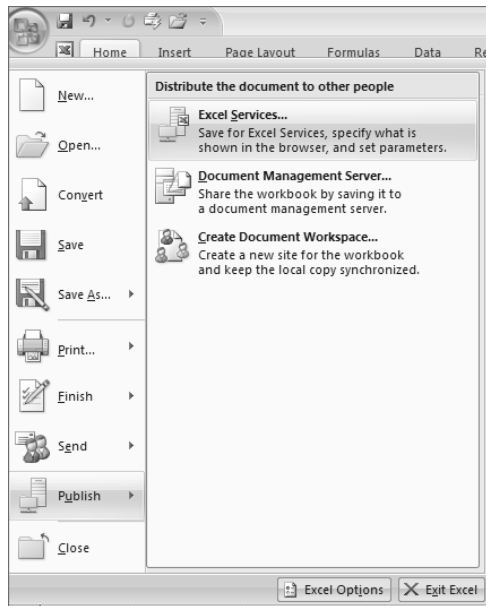 Home Insert Page Layout Formulas Data Re
New...
Open...
Convert
Save
Save As...
Print...
Finish
Send
Publish
Close
Distribute the document to other people
Excel Services...
Save for Excel Services, specify what is
shown in the browser, and set parameters.
Document Management Server...
Share the workbook by saving it to
a document management server.
Create Document Workspace...
Create a new site for the workbook
and keep the local copy synchronized.
Excel Options Exit Excel